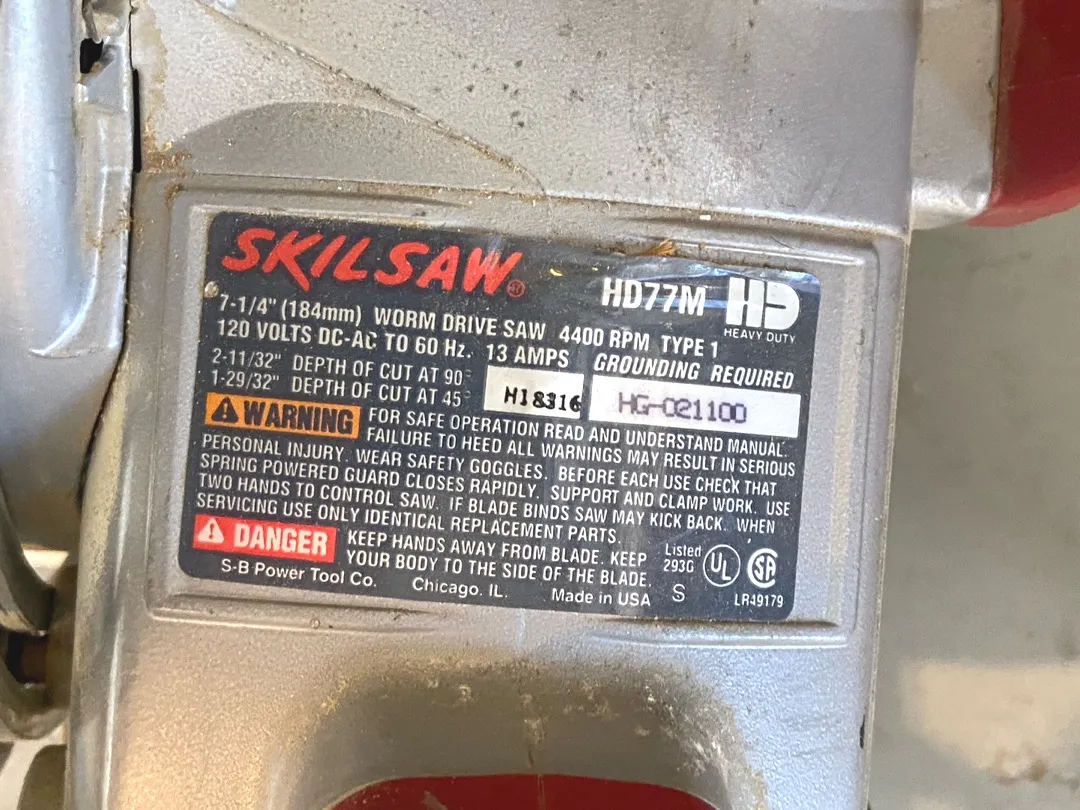 SKILSAW®
HD77M HD
HEAVY DUTY
7-1/4" (184mm) WORM DRIVE SAW 4400 RPM TYPE 1
120 VOLTS DC-AC TO 60 Hz. 13 AMPS GROUNDING REQUIRED
2-11/32" DEPTH OF CUT AT 90°
1-29/32" DEPTH OF CUT AT 45°
H18316 HG-021100
WARNING FOR SAFE OPERATION READ AND UNDERSTAND MANUAL.
FAILURE TO HEED ALL WARNINGS MAY RESULT IN SERIOUS
PERSONAL INJURY. WEAR SAFETY GOGGLES. BEFORE EACH USE CHECK THAT
SPRING POWERED GUARD CLOSES RAPIDLY. SUPPORT AND CLAMP WORK. USE
TWO HANDS TO CONTROL SAW. IF BLADE BINDS SAW MAY KICK BACK. WHEN
SERVICING USE ONLY IDENTICAL REPLACEMENT PARTS.
DANGER KEEP HANDS AWAY FROM BLADE. KEEP
YOUR BODY TO THE SIDE OF THE BLADE.
Listed
293G UL SA
S-B Power Tool Co. Chicago, IL. Made in USA S LR49179